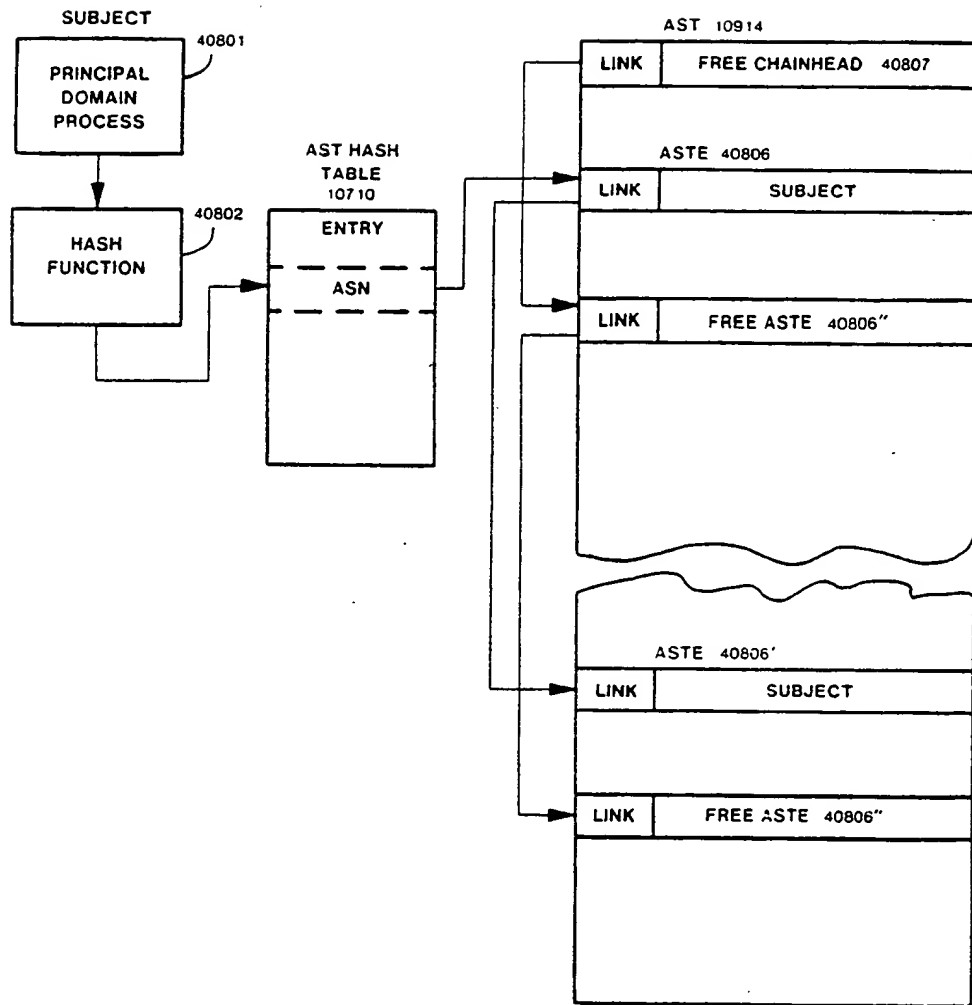 SUBJECT
40801
PRINCIPAL
DOMAIN
PROCESS
40802
HASH
FUNCTION
AST HASH
TABLE
10710
ENTRY
ASN
AST 10914
LINK FREE CHAINHEAD 40807
ASTE 40806
LINK SUBJECT
LINK FREE ASTE 40806"
ASTE 40806'
LINK SUBJECT
LINK FREE ASTE 40806"